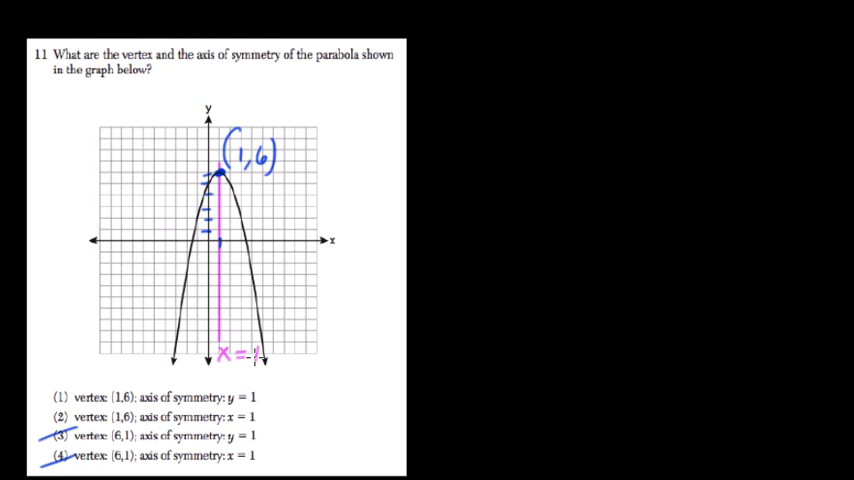 11 What are the vertex and the axis of symmetry of the parabola shown
in the graph below?
y
(1,6)
x
x =
(1) vertex: (1,6); axis of symmetry: y = 1
(2) vertex: (1,6); axis of symmetry: x = 1
(3) vertex: (6,1); axis of symmetry: y = 1
(4) vertex: (6,1); axis of symmetry: x = 1